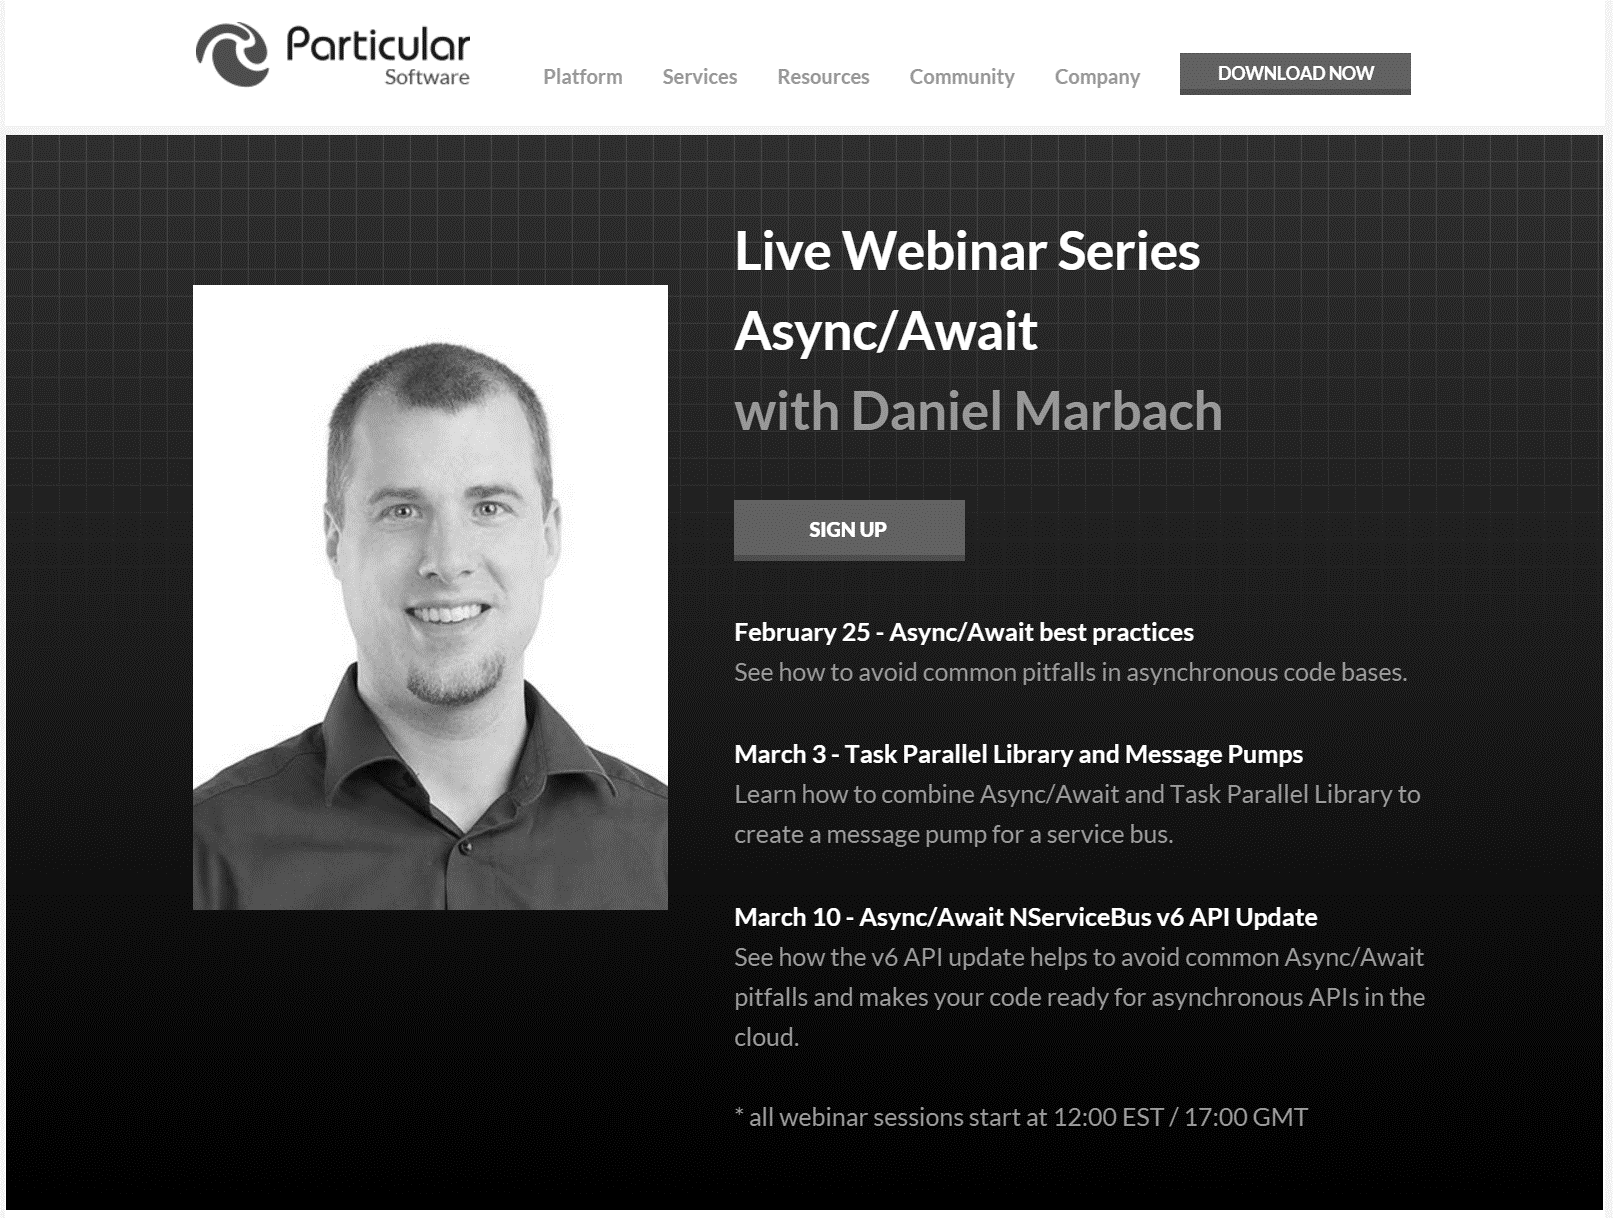 Particular
Software
Platform Services Resources Community Company DOWNLOAD NOW
Live Webinar Series
Async/Await
with Daniel Marbach
SIGN UP
February 25 - Async/Await best practices
See how to avoid common pitfalls in asynchronous code bases.
March 3 - Task Parallel Library and Message Pumps
Learn how to combine Async/Await and Task Parallel Library to
create a message pump for a service bus.
March 10 - Async/Await NServiceBus v6 API Update
See how the v6 API update helps to avoid common Async/Await
pitfalls and makes your code ready for asynchronous APIs in the
cloud.
* all webinar sessions start at 12:00 EST / 17:00 GMT